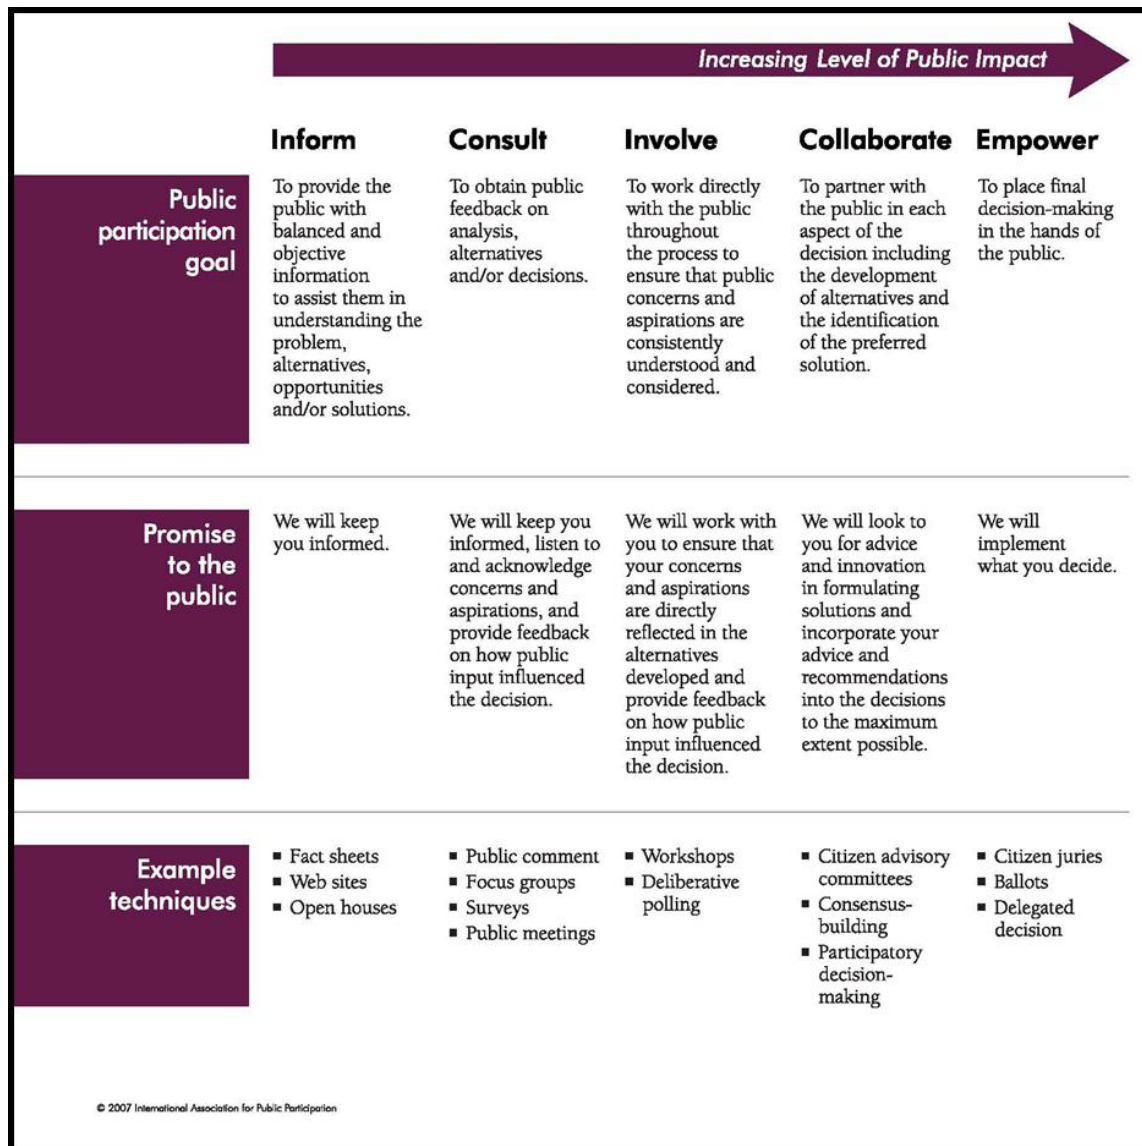 Increasing Level of Public Impact
Inform
Consult
Involve
Collaborate
Empower
Public
participation
goal
To provide the
public with
balanced and
objective
information
to assist them in
understanding the
problem,
alternatives,
opportunities
and/or solutions.
To obtain public
feedback on
analysis,
alternatives
and/or decisions.
To work directly
with the public
throughout
the process to
ensure that public
concerns and
aspirations are
consistently
understood and
considered.
To partner with
the public in each
aspect of the
decision including
the development
of alternatives and
the identification
of the preferred
solution.
To place final
decision-making
in the hands of
the public.
Promise
to the
public
We will keep
you informed.
We will keep you
informed, listen to
and acknowledge
concerns and
aspirations, and
provide feedback
on how public
input influenced
the decision.
We will work with
you to ensure that
your concerns
and aspirations
are directly
reflected in the
alternatives
developed and
provide feedback
on how public
input influenced
the decision.
We will look to
you for advice
and innovation
in formulating
solutions and
incorporate your
advice and
recommendations
into the decisions
to the maximum
extent possible.
We will
implement
what you decide.
Example
techniques
▪ Fact sheets
▪ Web sites
▪ Open houses
▪ Public comment
▪ Focus groups
▪ Surveys
▪ Public meetings
▪ Workshops
▪ Deliberative
polling
▪ Citizen advisory
committees
▪ Consensus-
building
▪ Participatory
decision-
making
▪ Citizen juries
▪ Ballots
▪ Delegated
decision
© 2007 International Association for Public Participation